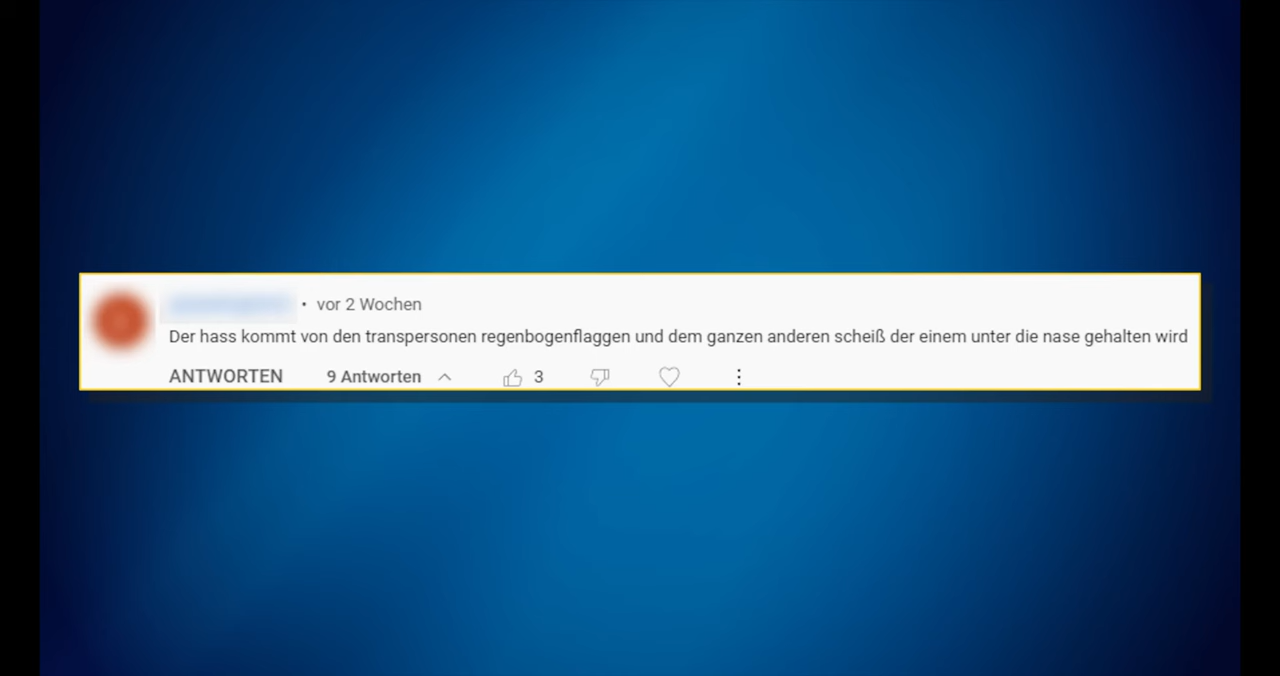 • vor 2 Wochen
Der hass kommt von den transpersonen regenbogenflaggen und dem ganzen anderen scheiß der einem unter die nase gehalten wird
ANTWORTEN 9 Antworten 3